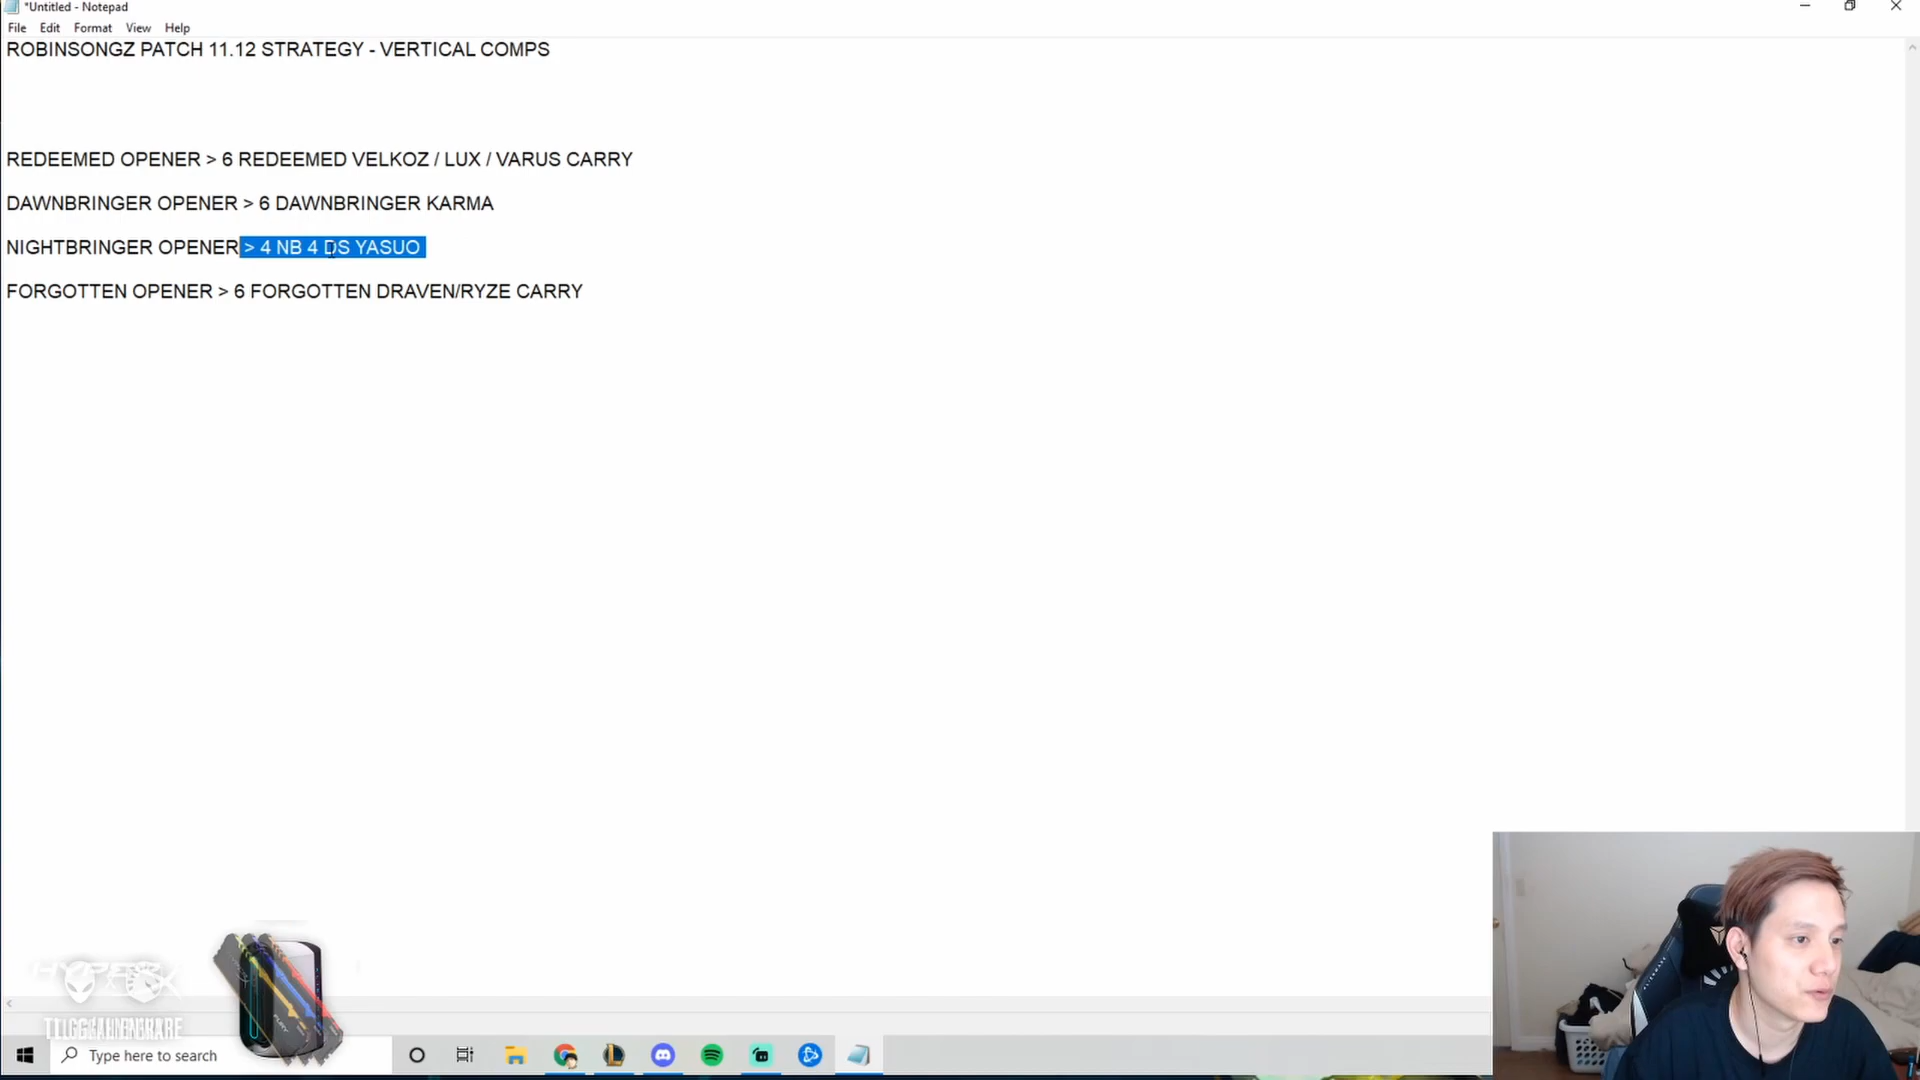 *Untitled - Notepad
File Edit Format View Help
ROBINSONGZ PATCH 11.12 STRATEGY - VERTICAL COMPS
REDEEMED OPENER > 6 REDEEMED VELKOZ / LUX / VARUS CARRY
DAWNBRINGER OPENER > 6 DAWNBRINGER KARMA
NIGHTBRINGER OPENER > 4 NB 4 DS YASUO
FORGOTTEN OPENER > 6 FORGOTTEN DRAVEN/RYZE CARRY
Type here to search